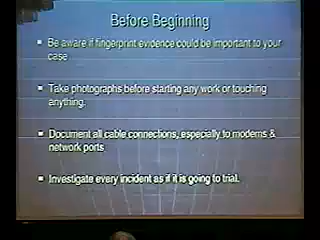 Before Beginning
Be aware if fingerprint evidence could be important to your
case
Take photographs before starting any work or touching
anything.
Document all cable connections, especially to modems &
network ports
Investigate every incident as if it is going to trial.